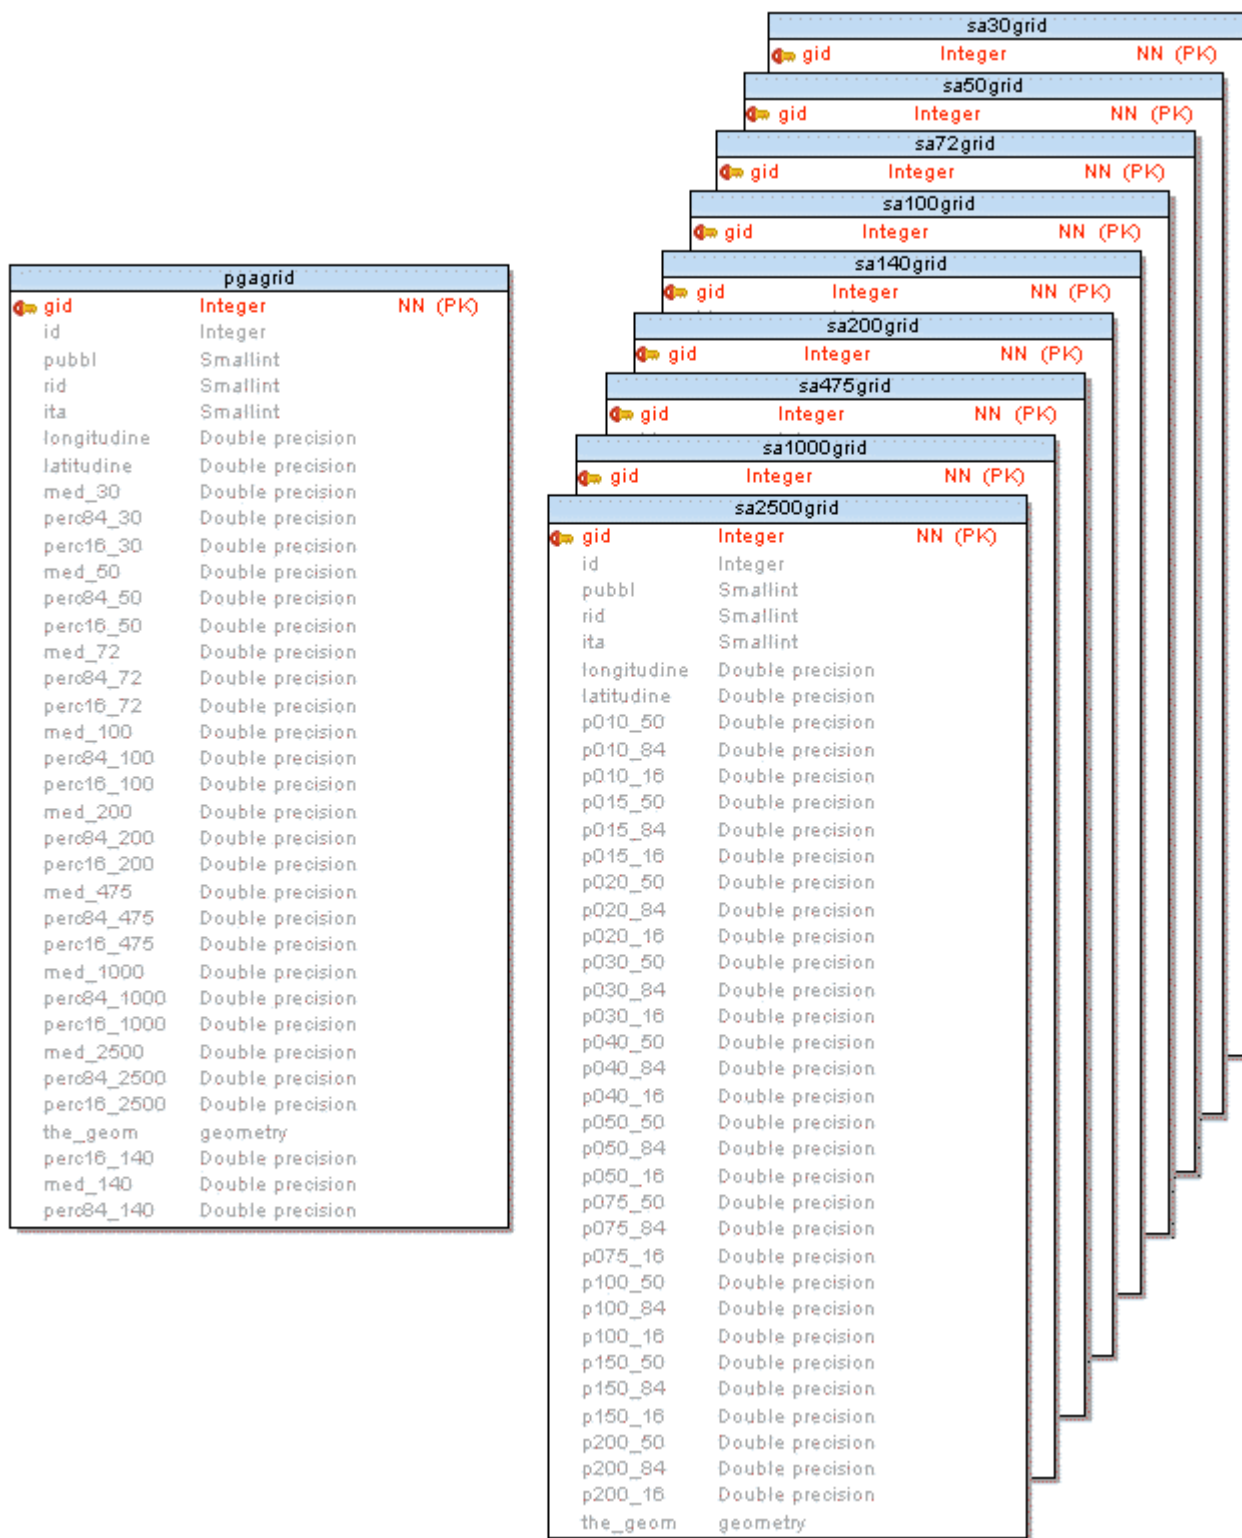 sa30grid
gid Integer NN (PK)
sa50grid
gid Integer NN (PK)
sa72grid
gid Integer NN (PK)
sa100grid
gid Integer NN (PK)
sa140grid
gid Integer NN (PK)
sa200grid
gid Integer NN (PK)
sa475grid
gid Integer NN (PK)
sa1000grid
gid Integer NN (PK)
sa2500grid
gid Integer NN (PK)
id Integer
pubbl Smallint
rid Smallint
ita Smallint
longitudine Double precision
latitudine Double precision
p010_50 Double precision
p010_84 Double precision
p010_16 Double precision
p015_50 Double precision
p015_84 Double precision
p015_16 Double precision
p020_50 Double precision
p020_84 Double precision
p020_16 Double precision
p030_50 Double precision
p030_84 Double precision
p030_16 Double precision
p040_50 Double precision
p040_84 Double precision
p040_16 Double precision
p050_50 Double precision
p050_84 Double precision
p050_16 Double precision
p075_50 Double precision
p075_84 Double precision
p075_16 Double precision
p100_50 Double precision
p100_84 Double precision
p100_16 Double precision
p150_50 Double precision
p150_84 Double precision
p150_16 Double precision
p200_50 Double precision
p200_84 Double precision
p200_16 Double precision
the_geom geometry
pgagrid
gid Integer NN (PK)
id Integer
pubbl Smallint
rid Smallint
ita Smallint
longitudine Double precision
latitudine Double precision
med_30 Double precision
perc84_30 Double precision
perc16_30 Double precision
med_50 Double precision
perc84_50 Double precision
perc16_50 Double precision
med_72 Double precision
perc84_72 Double precision
perc16_72 Double precision
med_100 Double precision
perc84_100 Double precision
perc16_100 Double precision
med_200 Double precision
perc84_200 Double precision
perc16_200 Double precision
med_475 Double precision
perc84_475 Double precision
perc16_475 Double precision
med_1000 Double precision
perc84_1000 Double precision
perc16_1000 Double precision
med_2500 Double precision
perc84_2500 Double precision
perc16_2500 Double precision
the_geom geometry
perc16_140 Double precision
med_140 Double precision
perc84_140 Double precision